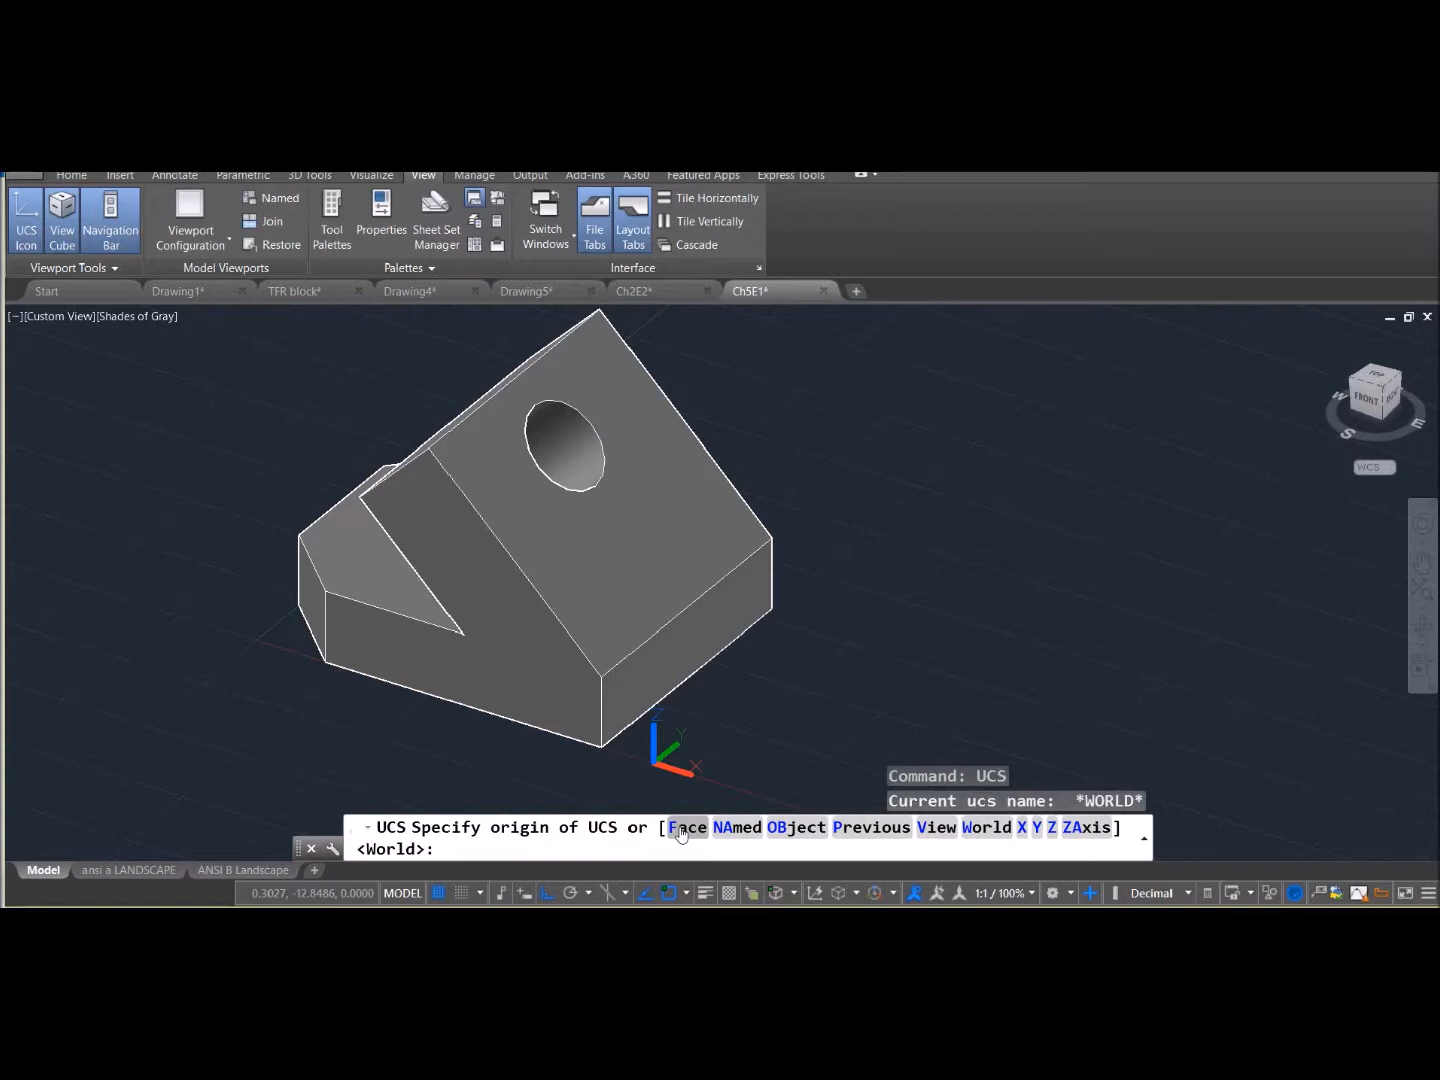 Home Insert Annotate Parametric 3D Tools Visualize View Manage Output Add-ins A360 Featured Apps Express Tools
UCS Icon
View Cube
Navigation Bar
Viewport Configuration
Named
Join
Restore
Tool Palettes
Properties
Sheet Set Manager
Switch Windows
File Tabs
Layout Tabs
Tile Horizontally
Tile Vertically
Cascade
Viewport Tools Model Viewports Palettes Interface
Start Drawing1* TFR block* Drawing4* Drawing5* Ch2E2* Ch5E1*
[−][Custom View][Shades of Gray]
TOP
FRONT
W
S
E
WCS
Z
Y
X
Command: UCS
Current ucs name: *WORLD*
UCS Specify origin of UCS or [Face NAmed OBject Previous View World X Y Z ZAxis]
<World>:
Model ansi a LANDSCAPE ANSI B Landscape
0.3027, -12.8486, 0.0000 MODEL 1:1 / 100% Decimal